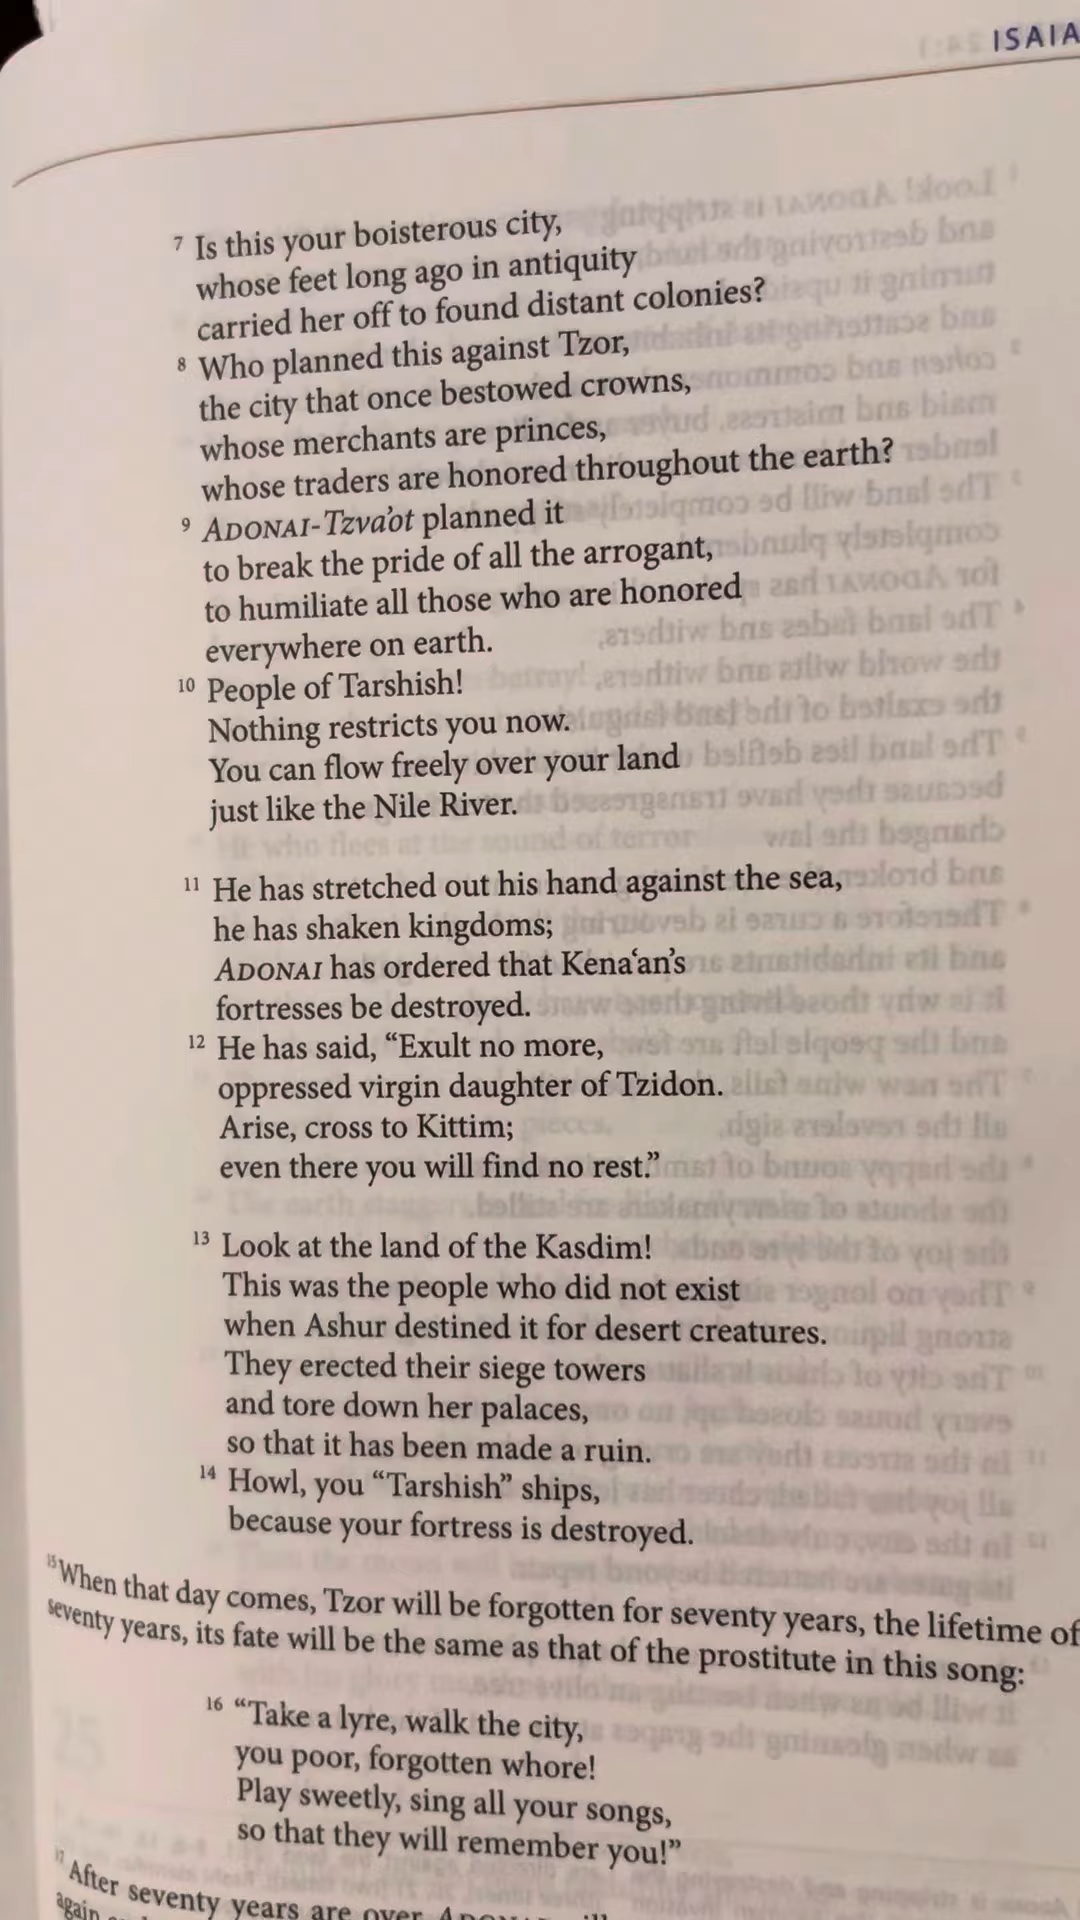 ISAIA
7 Is this your boisterous city,
whose feet long ago in antiquity
carried her off to found distant colonies?
8 Who planned this against Tzor,
the city that once bestowed crowns,
whose merchants are princes,
whose traders are honored throughout the earth?
9 ADONAI-Tzva'ot planned it
to break the pride of all the arrogant,
to humiliate all those who are honored
everywhere on earth.
10 People of Tarshish!
Nothing restricts you now.
You can flow freely over your land
just like the Nile River.
11 He has stretched out his hand against the sea,
he has shaken kingdoms;
ADONAI has ordered that Kena‘an’s
fortresses be destroyed.
12 He has said, “Exult no more,
oppressed virgin daughter of Tzidon.
Arise, cross to Kittim;
even there you will find no rest.”
13 Look at the land of the Kasdim!
This was the people who did not exist
when Ashur destined it for desert creatures.
They erected their siege towers
and tore down her palaces,
so that it has been made a ruin.
14 Howl, you “Tarshish” ships,
because your fortress is destroyed.
15 When that day comes, Tzor will be forgotten for seventy years, the lifetime of
seventy years, its fate will be the same as that of the prostitute in this song:
16 “Take a lyre, walk the city,
you poor, forgotten whore!
Play sweetly, sing all your songs,
so that they will remember you!”
17 After seventy years are over ADONAI will
again